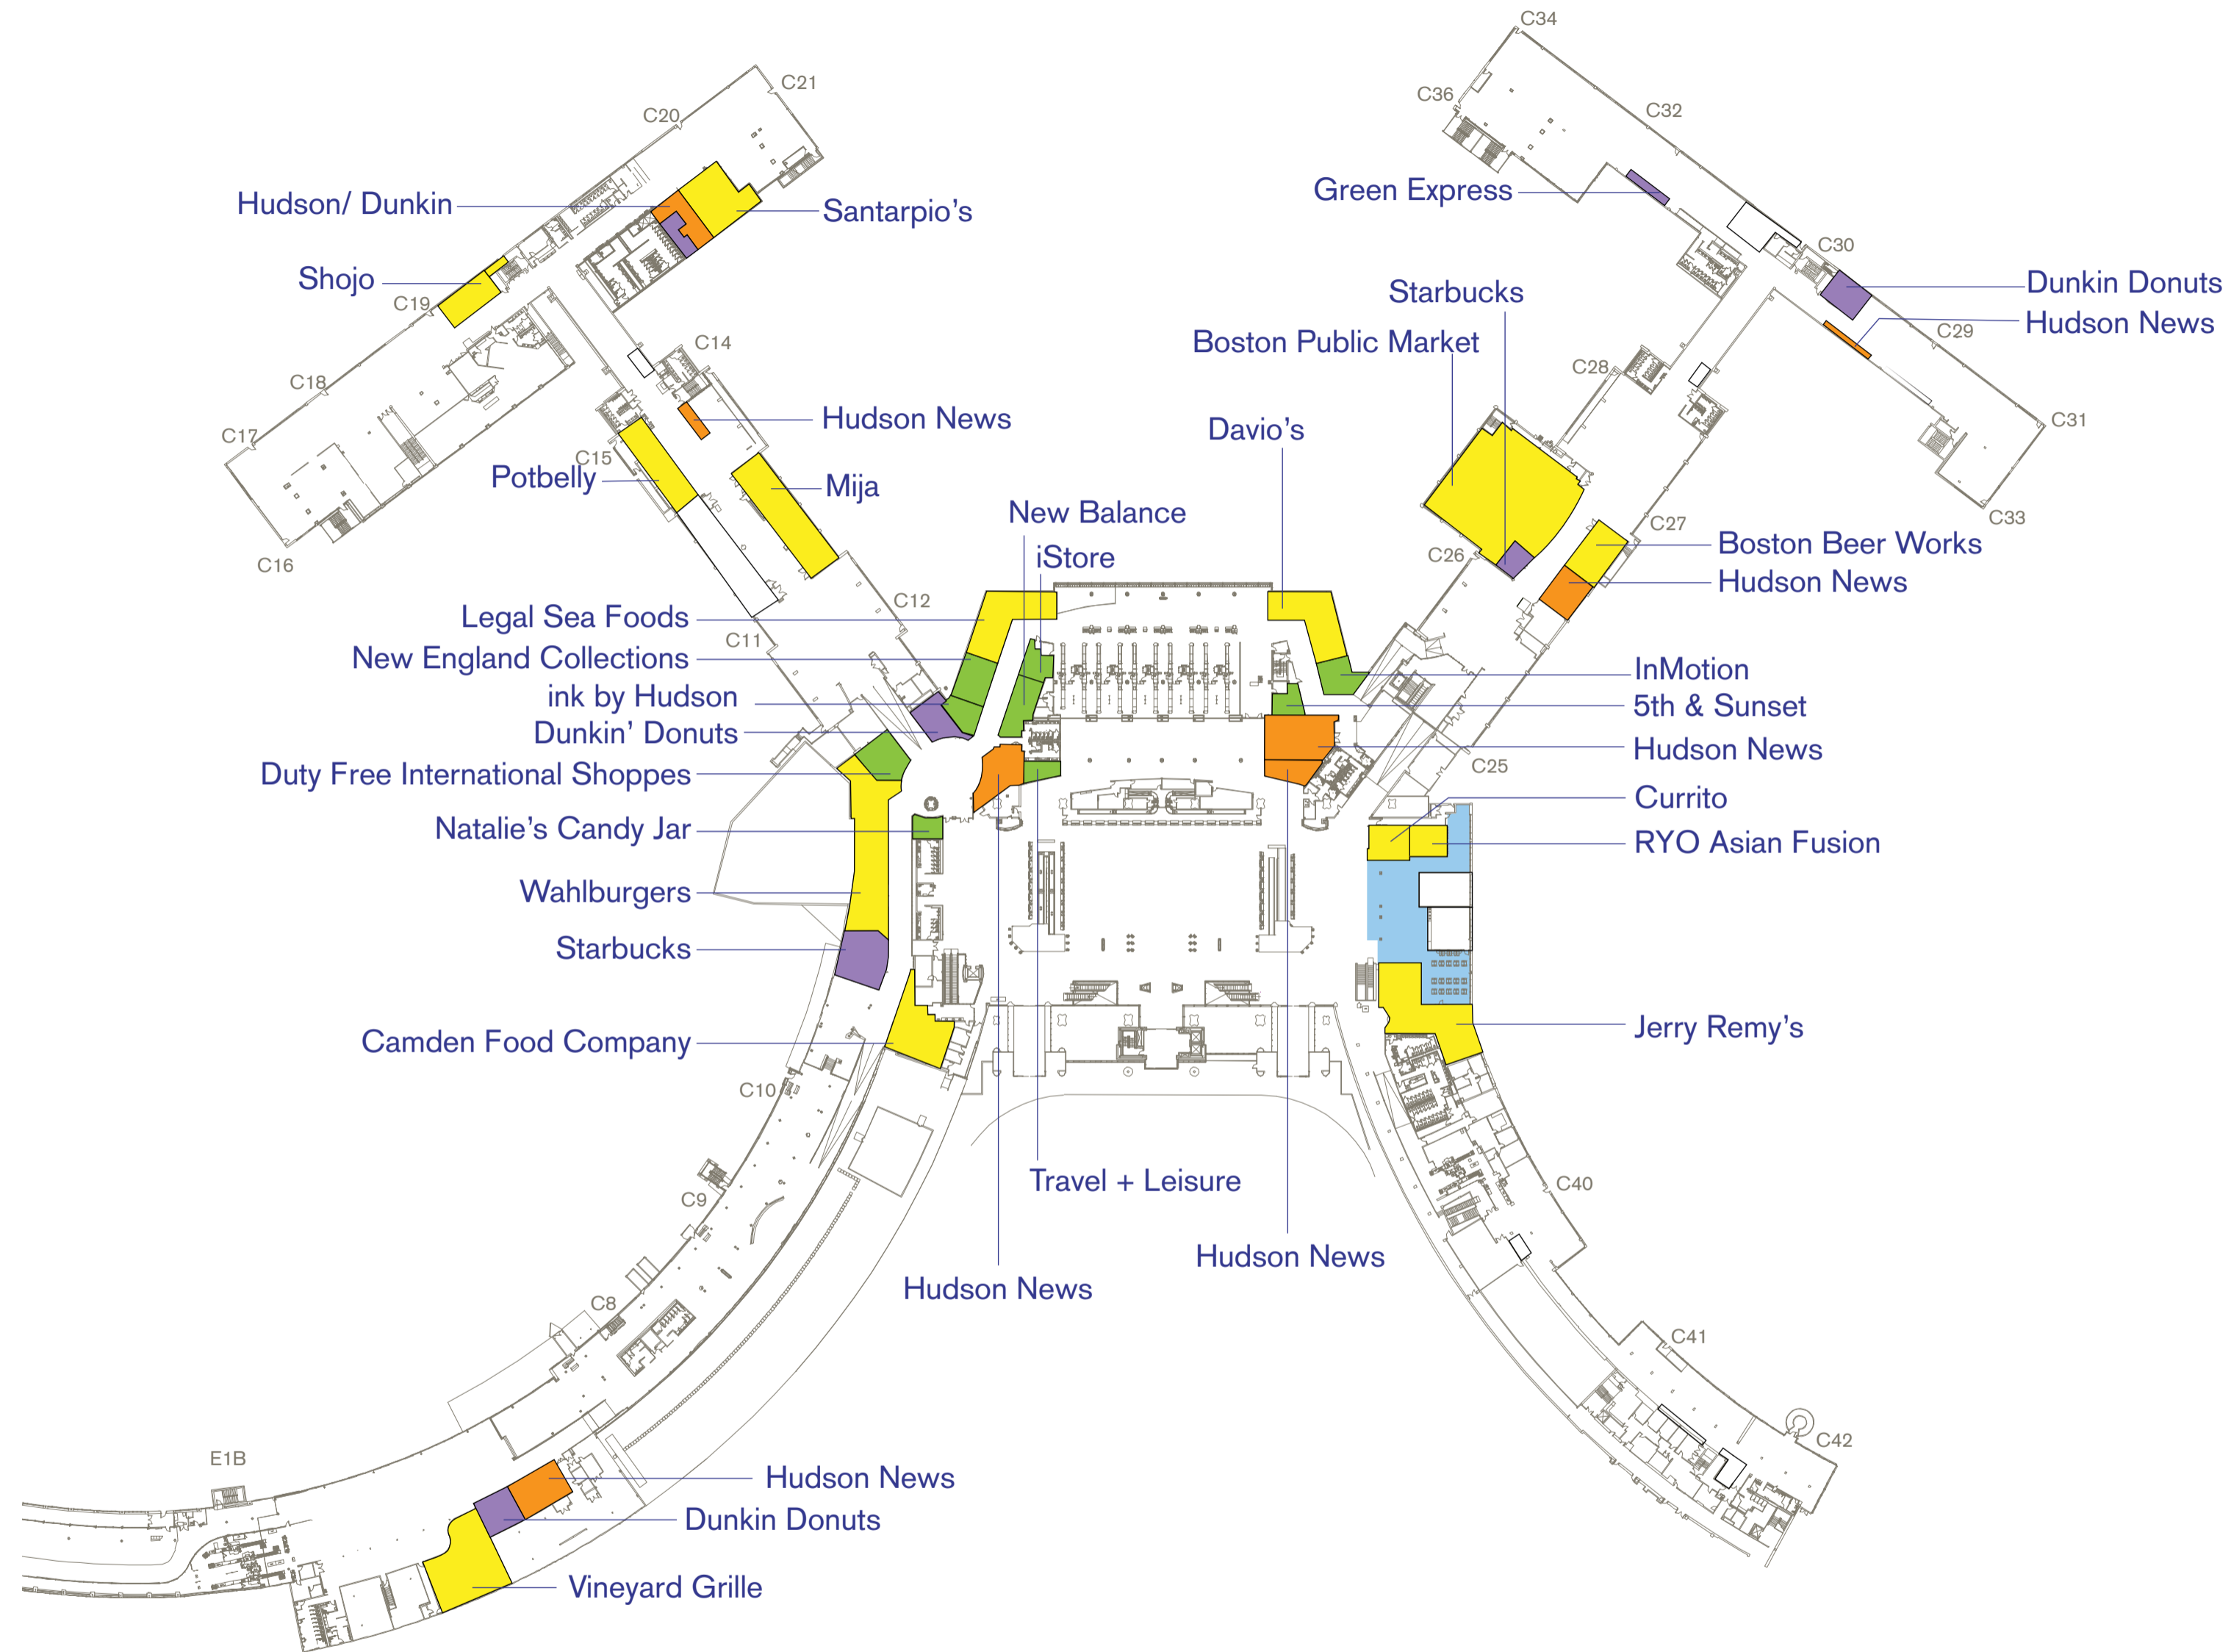 C34
C21
C36
C20
C32
Hudson/ Dunkin
Santarpio's
Green Express
C30
Shojo
C19
Starbucks
Dunkin Donuts
Hudson News
C29
C14
Boston Public Market
C18
C28
Hudson News
Davio's
C31
C17
C15
Potbelly
Mija
New Balance
C33
C27
iStore
C26
Boston Beer Works
C16
Hudson News
C12
Legal Sea Foods
C11
New England Collections
InMotion
ink by Hudson
5th & Sunset
Dunkin' Donuts
Hudson News
C25
Duty Free International Shoppes
Currito
Natalie's Candy Jar
RYO Asian Fusion
Wahlburgers
Starbucks
Jerry Remy's
Camden Food Company
C10
Travel + Leisure
C40
C9
Hudson News
Hudson News
C8
C41
C42
E1B
Hudson News
Dunkin Donuts
Vineyard Grille